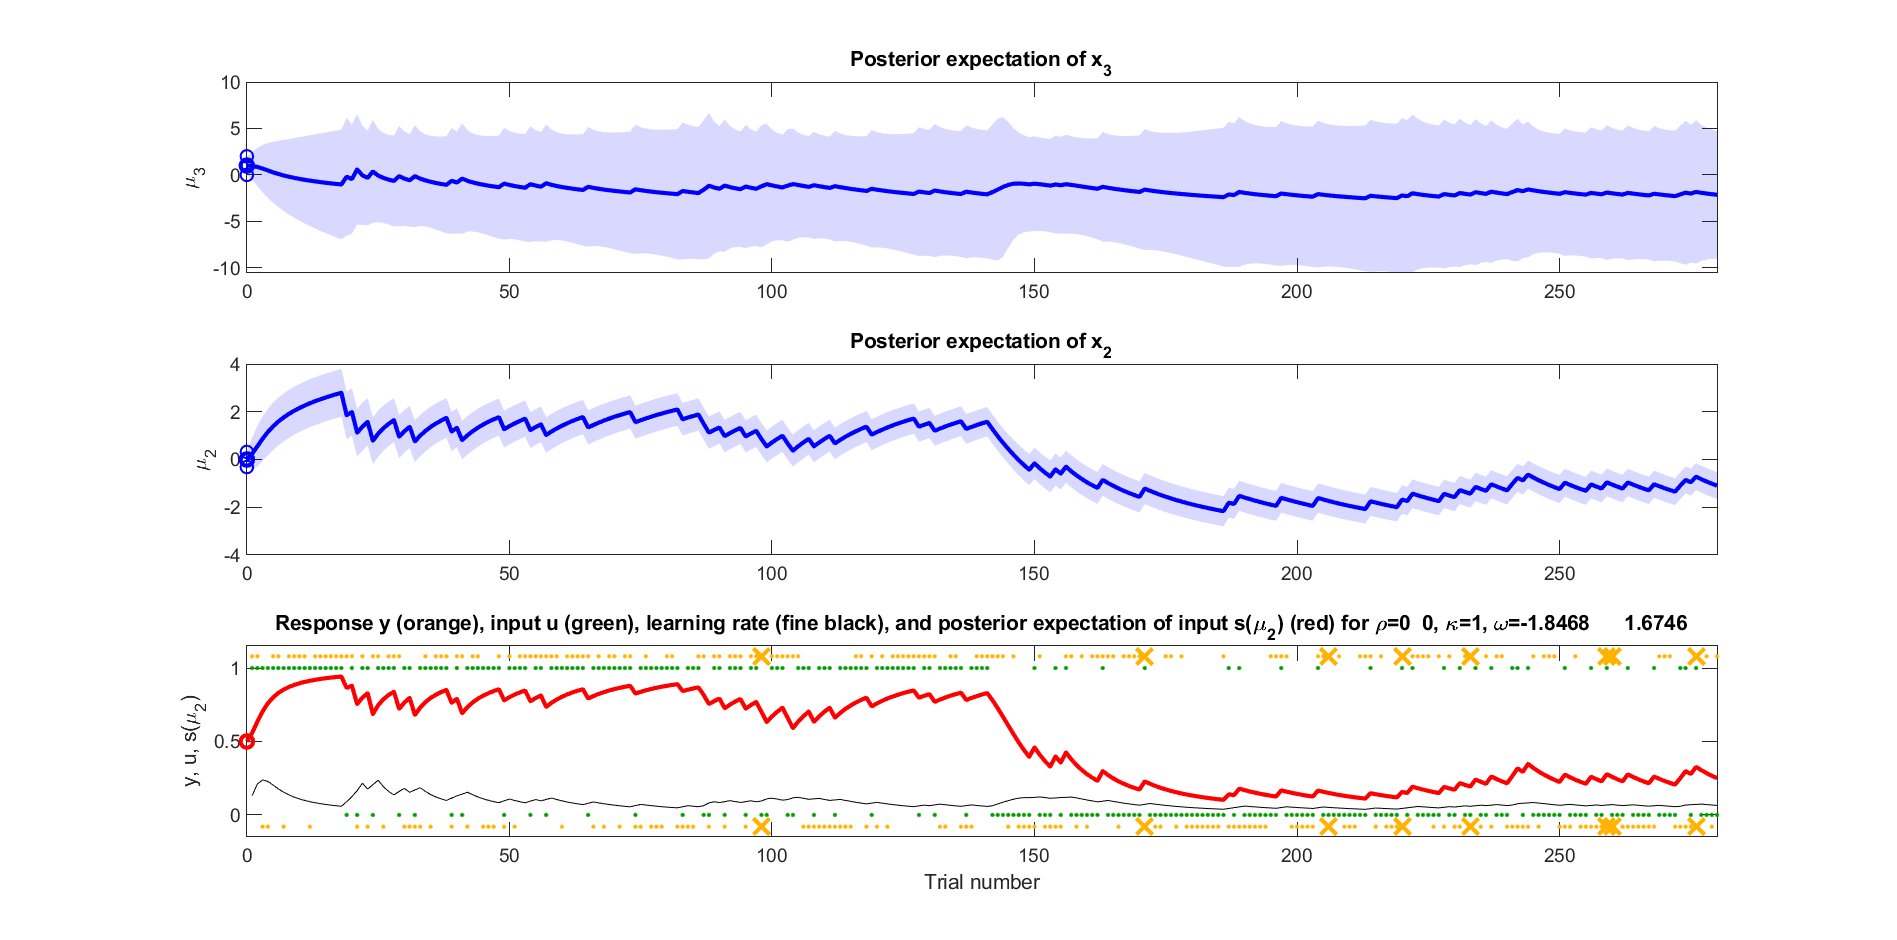 Posterior expectation of x3
10
5
0
-5
-10
μ3
0 50 100 150 200 250
Posterior expectation of x2
4
2
0
-2
-4
μ2
0 50 100 150 200 250
Response y (orange), input u (green), learning rate (fine black), and posterior expectation of input s(μ2) (red) for ρ=0 0, κ=1, ω=-1.8468 1.6746
1
0.5
0
y, u, s(μ2)
0 50 100 150 200 250
Trial number